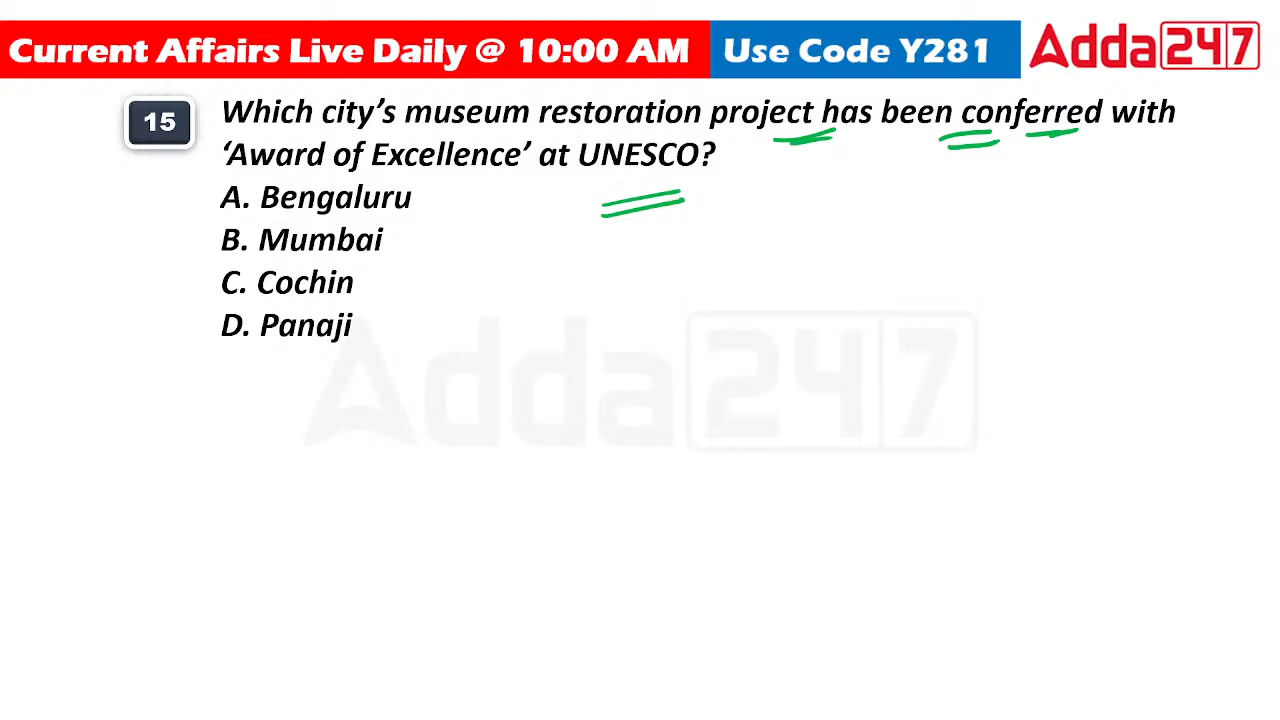 Current Affairs Live Daily @ 10:00 AM Use Code Y281 Adda247
15 Which city's museum restoration project has been conferred with
‘Award of Excellence’ at UNESCO?
A. Bengaluru
B. Mumbai
C. Cochin
D. Panaji
Adda247